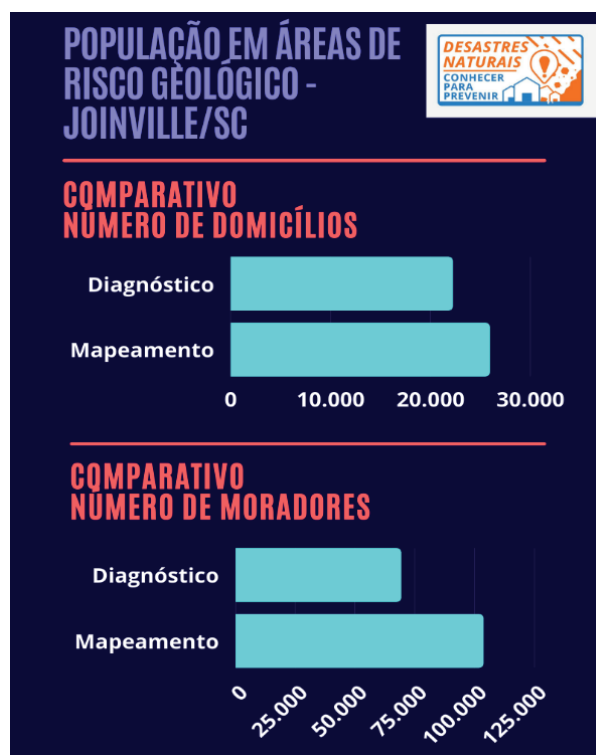 POPULAÇÃO EM ÁREAS DE
RISCO GEOLÓGICO -
JOINVILLE/SC
DESASTRES
NATURAIS
CONHECER
PARA
PREVENIR
COMPARATIVO
NÚMERO DE DOMICÍLIOS
Diagnóstico
Mapeamento
0 10.000 20.000 30.000
COMPARATIVO
NÚMERO DE MORADORES
Diagnóstico
Mapeamento
0 25.000 50.000 75.000 100.000 125.000